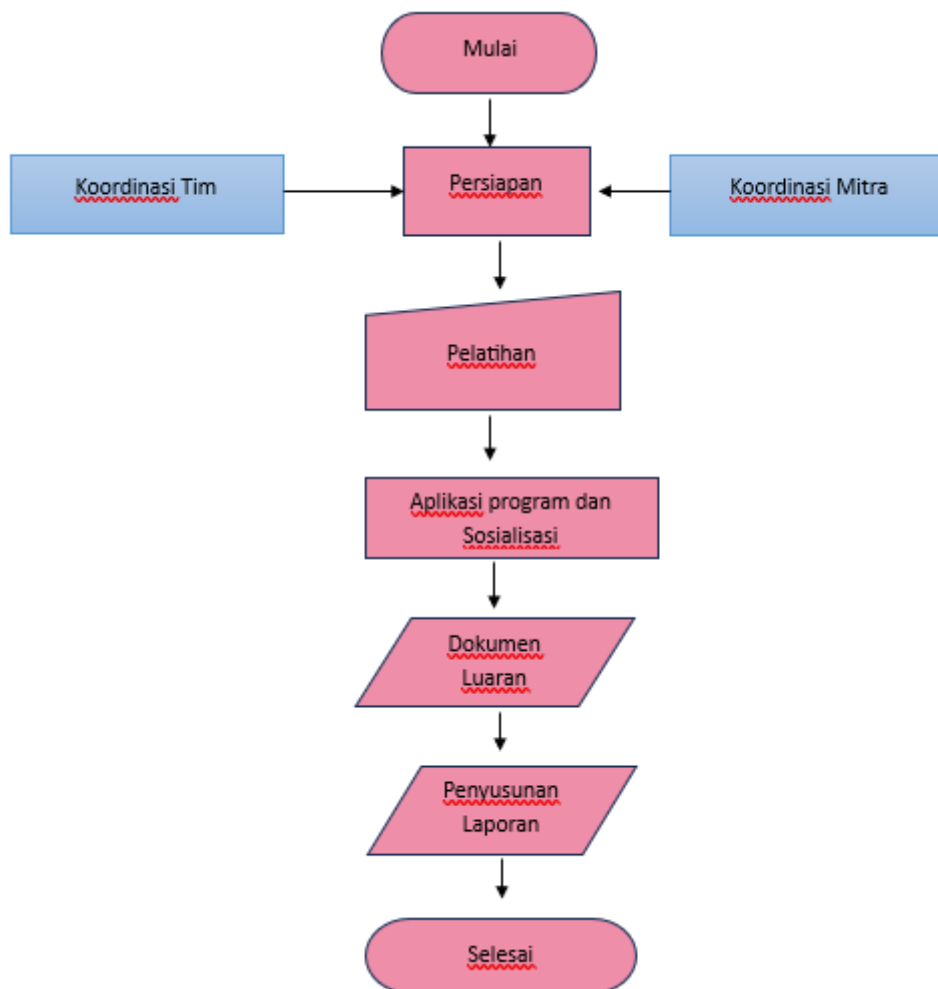 Mulai
Koordinasi Tim
Persiapan
Koordinasi Mitra
Pelatihan
Aplikasi program dan
Sosialisasi
Dokumen
Luaran
Penyusunan
Laporan
Selesai